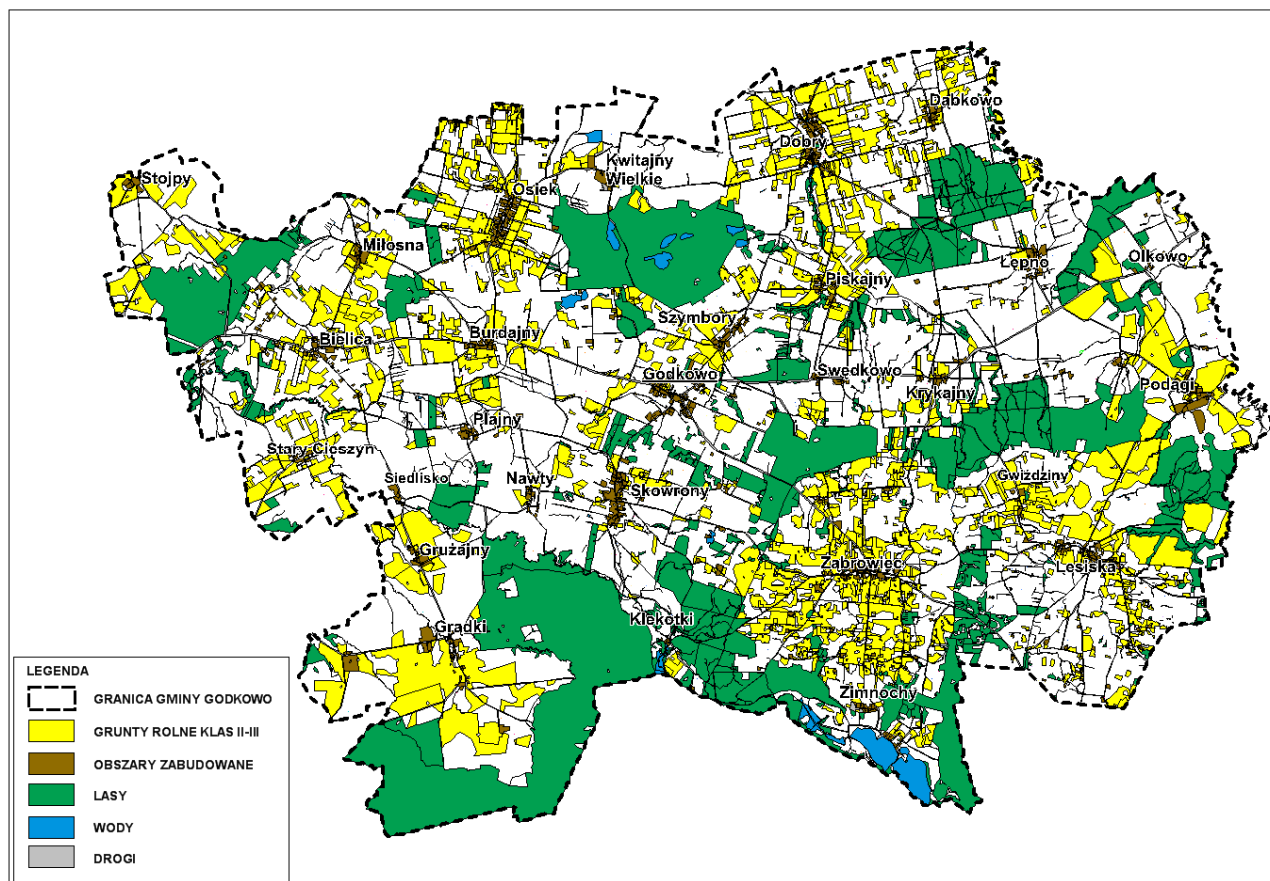 Dąbkowo
Dobry
Kwitajny
Wielkie
Stojpy
Osiek
Miłosna
Łępno
Olkowo
Piskajny
Szymbory
Burdajny
Bielica
Godkowo
Swędkowo
Krykajny
Podągi
Plajny
Stary Cieszyn
Siedlisko
Nawty
Skowrony
Gwiździny
Grużajny
Ząbrowiec
Lesiska
Klekotki
Grądki
Zimnochy
LEGENDA
GRANICA GMINY GODKOWO
GRUNTY ROLNE KLAS II-III
OBSZARY ZABUDOWANE
LASY
WODY
DROGI